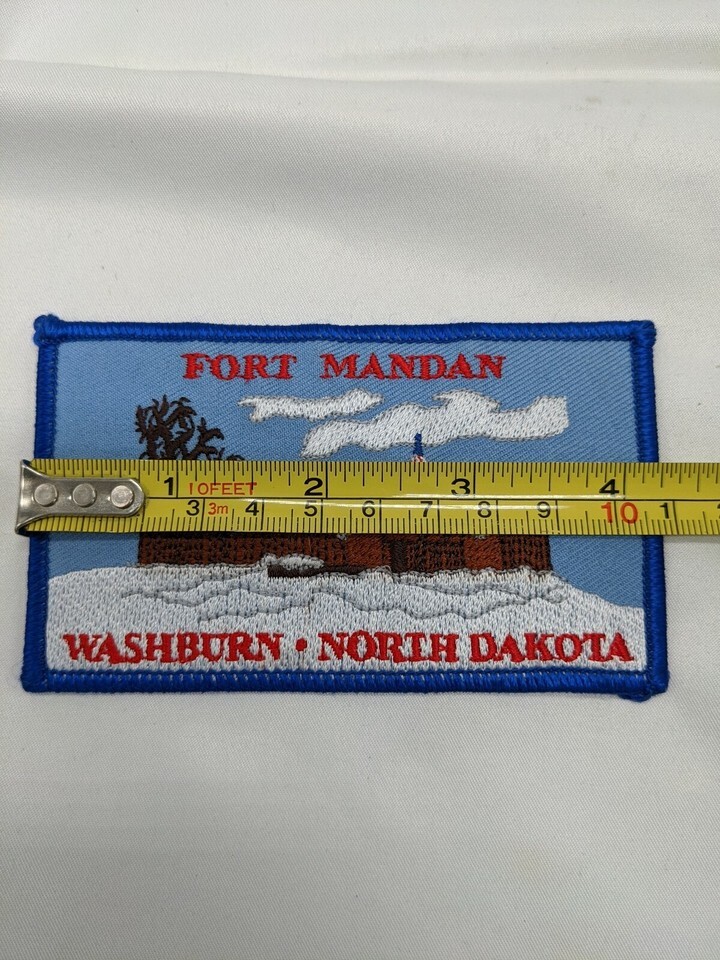 FORT MANDAN
1 10FEET 2 3 4
3 3m 4 5 6 7 8 9 10 1
WASHBURN • NORTH DAKOTA